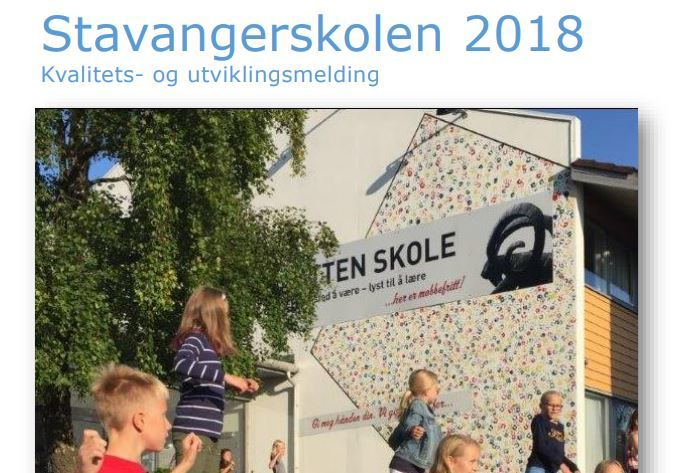 Stavangerskolen 2018
Kvalitets- og utviklingsmelding
TEN SKOLE
ed å være – lyst til å lære
...her er mobbefritt!
Gi meg hånden din. Vi